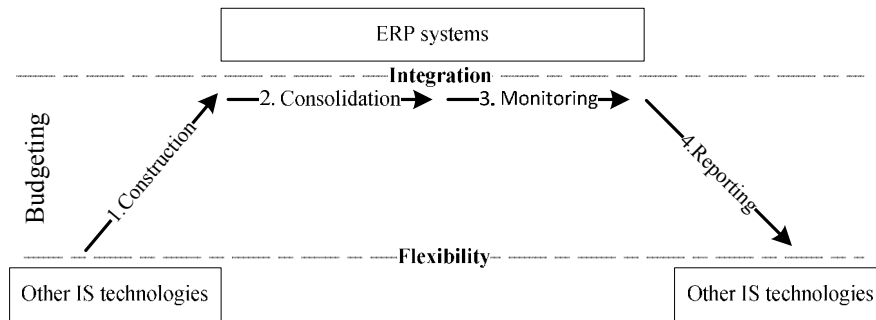 ERP systems
Integration
2. Consolidation
3. Monitoring
Budgeting
1.Construction
4.Reporting
Flexibility
Other IS technologies
Other IS technologies